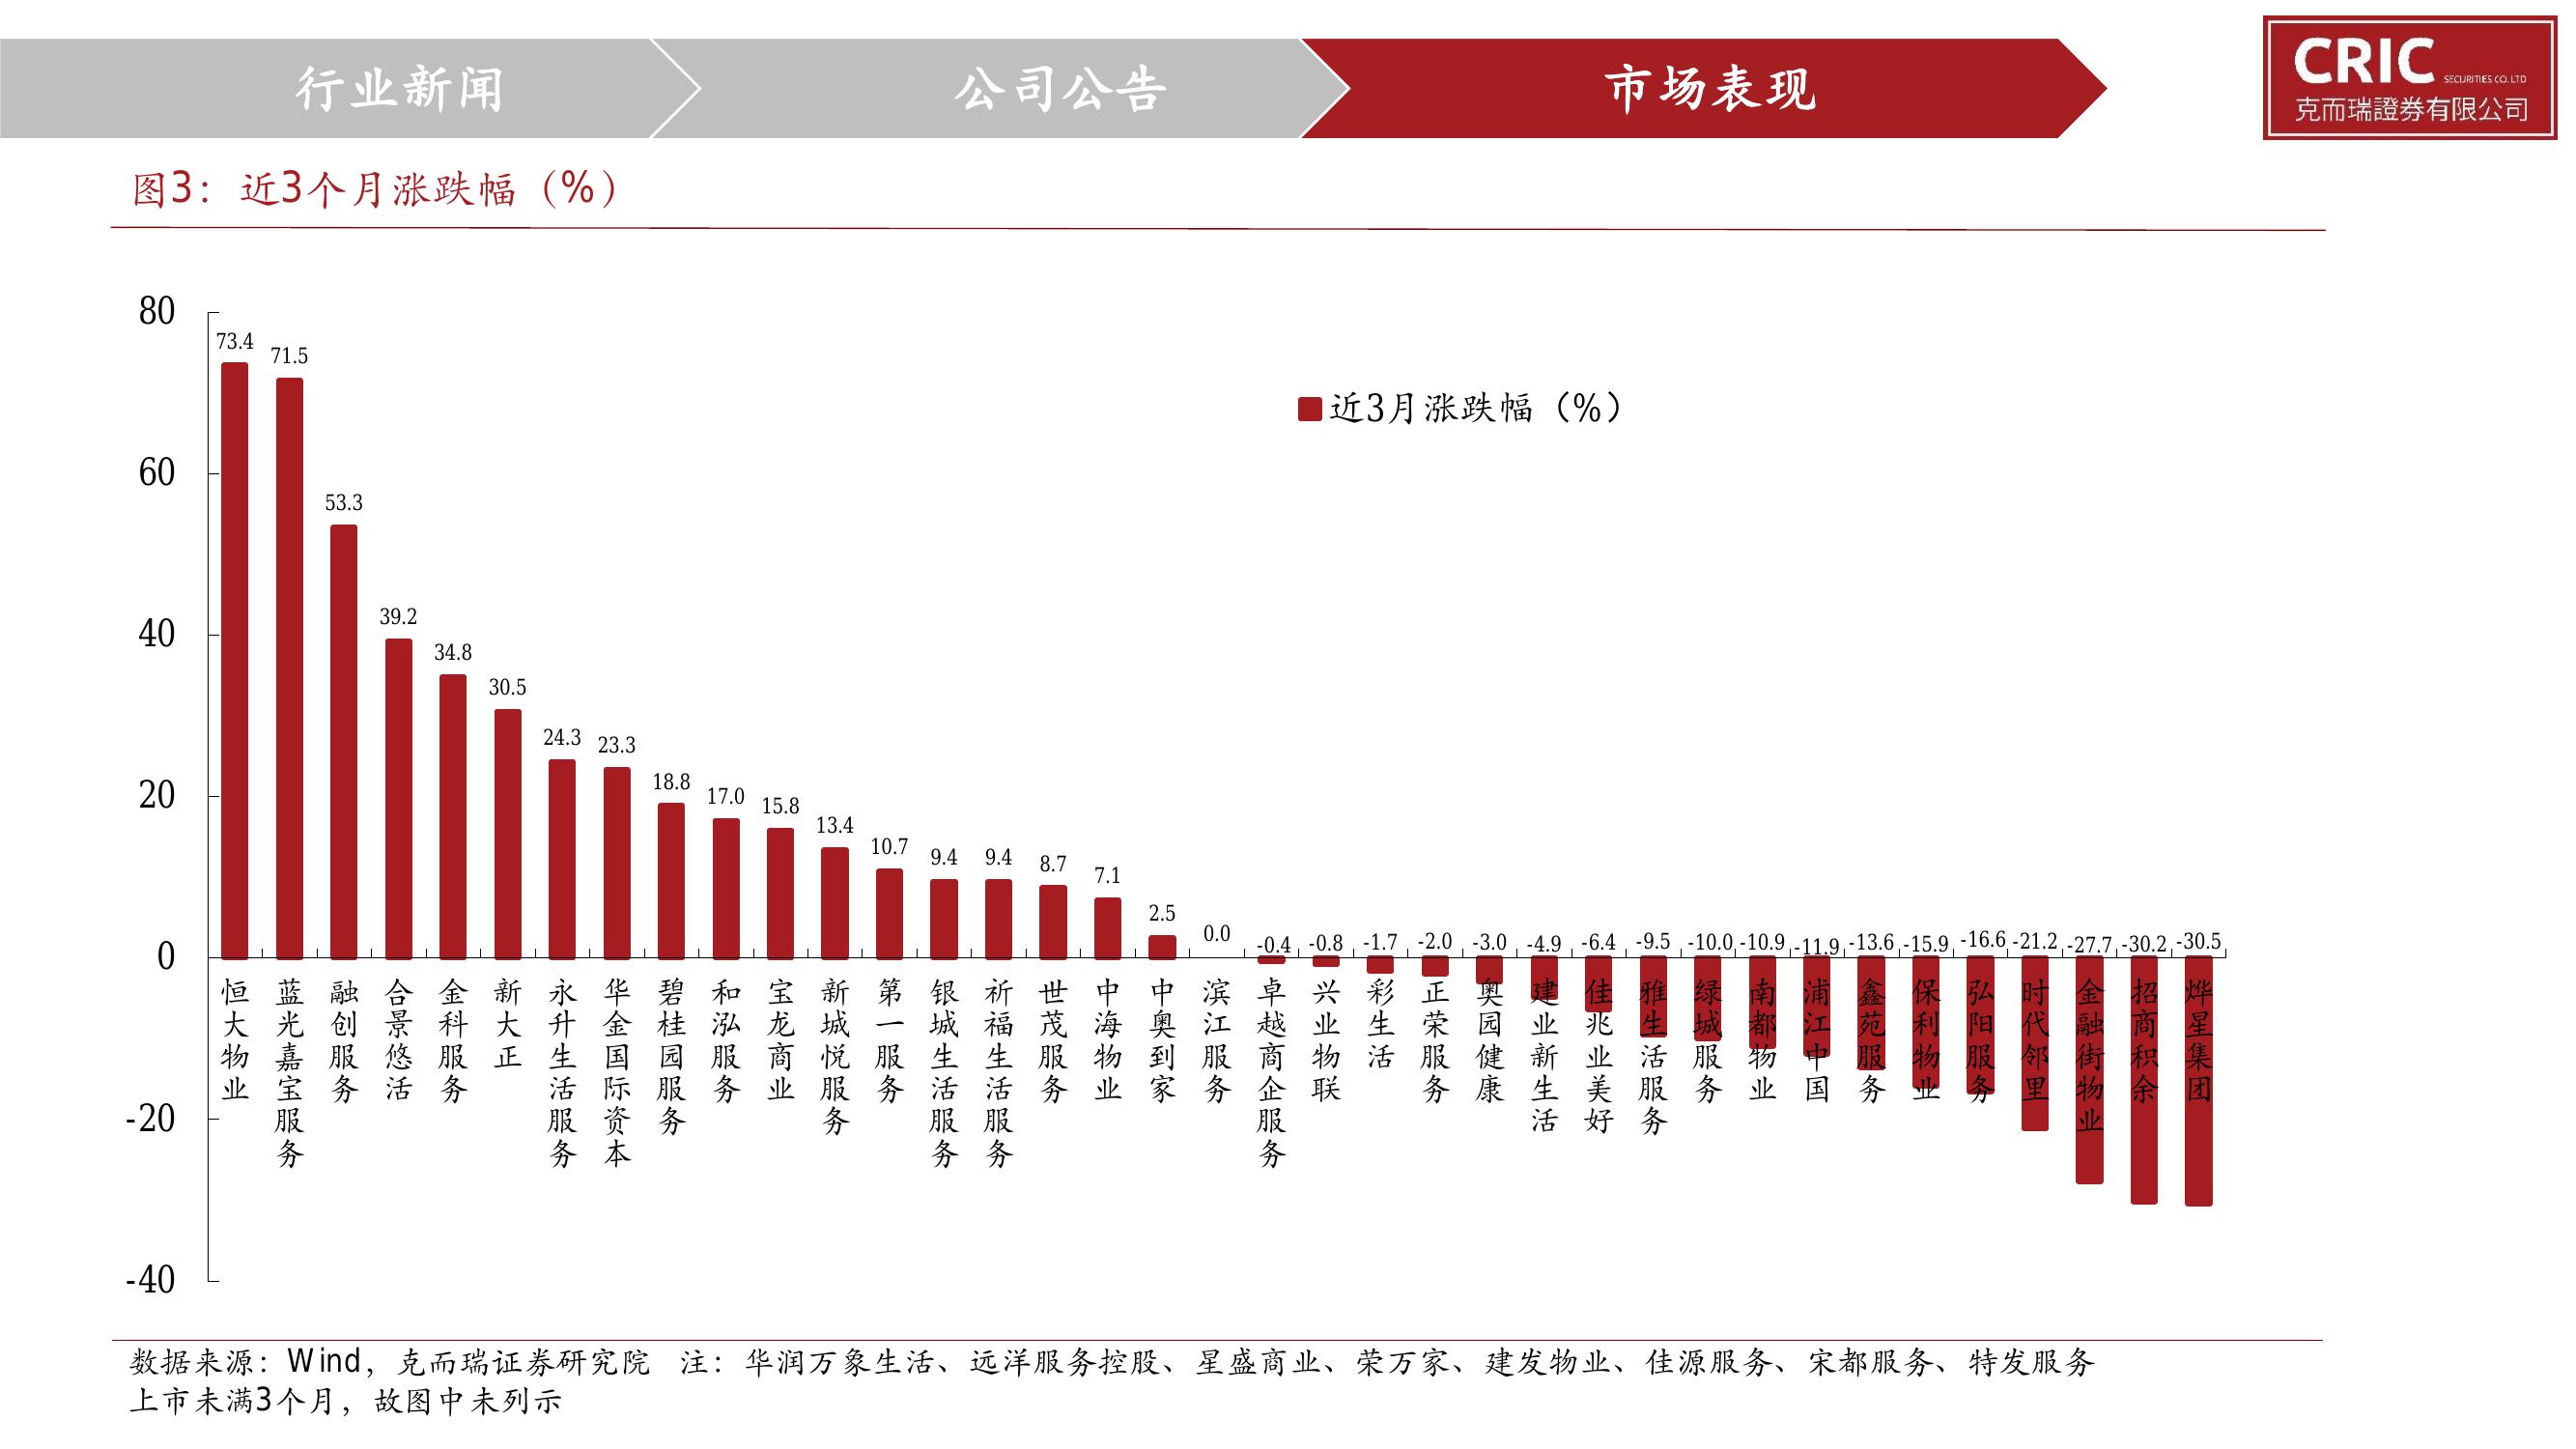 行业新闻
公司公告
市场表现
CRIC SECURITIES CO. LTD
克而瑞證券有限公司
图3：近3个月涨跌幅（%）
近3月涨跌幅（%）
80
60
40
20
0
-20
-40
73.4
71.5
53.3
39.2
34.8
30.5
24.3
23.3
18.8
17.0
15.8
13.4
10.7
9.4
9.4
8.7
7.1
2.5
0.0
-0.4
-0.8
-1.7
-2.0
-3.0
-4.9
-6.4
-9.5
-10.0
-10.9
-11.9
-13.6
-15.9
-16.6
-21.2
-27.7
-30.2
-30.5
恒大物业
蓝光嘉宝服务
融创服务
合景悠活
金科服务
新大正
永升生活服务
华金国际资本
碧桂园服务
和泓服务
宝龙商业
新城悦服务
第一服务
银城生活服务
祈福生活服务
世茂服务
中海物业
中奥到家
滨江服务
卓越商企服务
兴业物联
彩生活
正荣服务
奥园健康
建业新生活
佳兆业美好
雅生活服务
绿城服务
南都物业
浦江中国
鑫苑服务
保利物业
弘阳服务
时代邻里
金融街物业
招商积余
烨星集团
数据来源：Wind，克而瑞证券研究院 注：华润万象生活、远洋服务控股、星盛商业、荣万家、建发物业、佳源服务、宋都服务、特发服务
上市未满3个月，故图中未列示